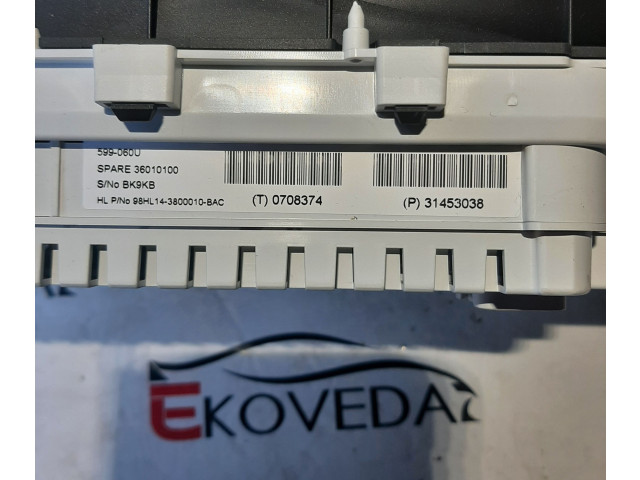 599-060U
SPARE 36010100
S/No BK9KB
HL P/No 98HL14-3800010-BAC
(T) 0708374
(P) 31453038
EKOVEDA